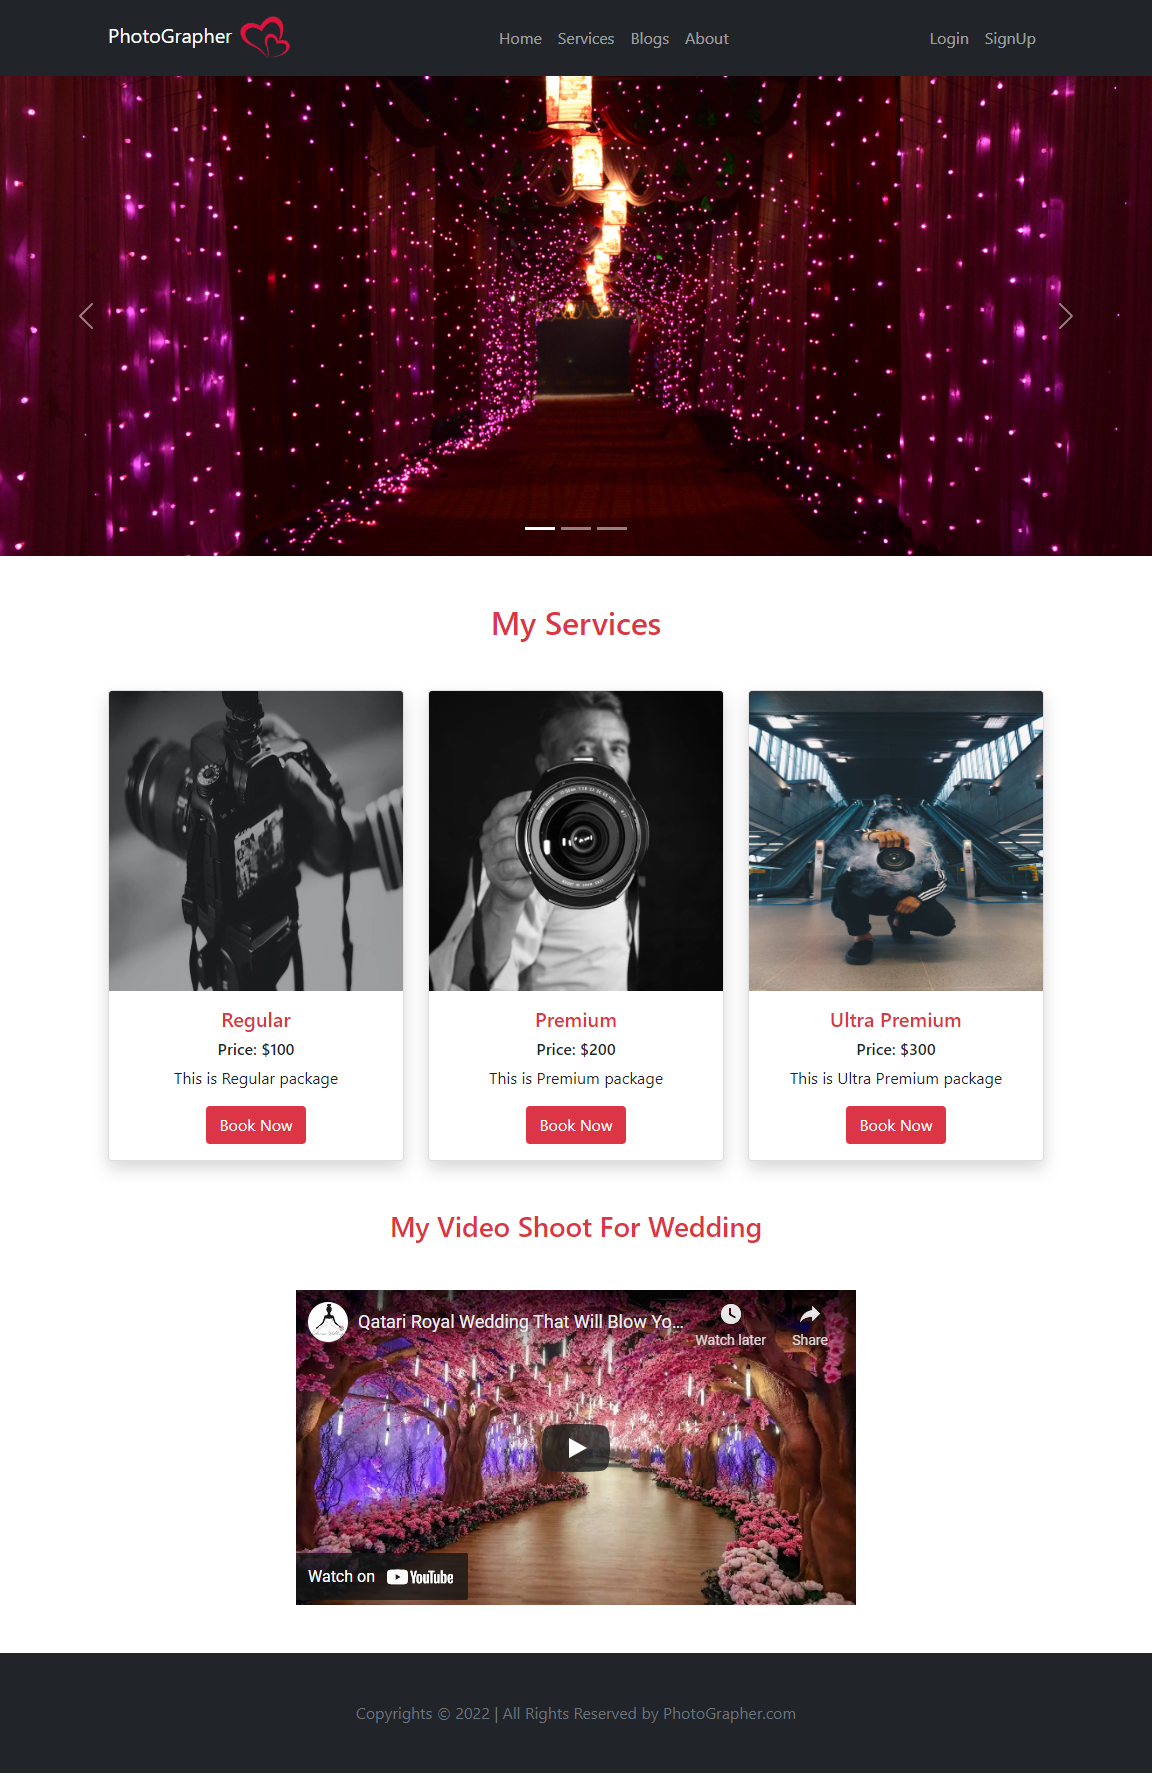 PhotoGrapher
Home Services Blogs About
Login SignUp
My Services
Regular
Price: $100
This is Regular package
Book Now
Premium
Price: $200
This is Premium package
Book Now
Ultra Premium
Price: $300
This is Ultra Premium package
Book Now
My Video Shoot For Wedding
Qatari Royal Wedding That Will Blow Yo...
Watch later
Share
Watch on YouTube
Copyrights © 2022 | All Rights Reserved by PhotoGrapher.com